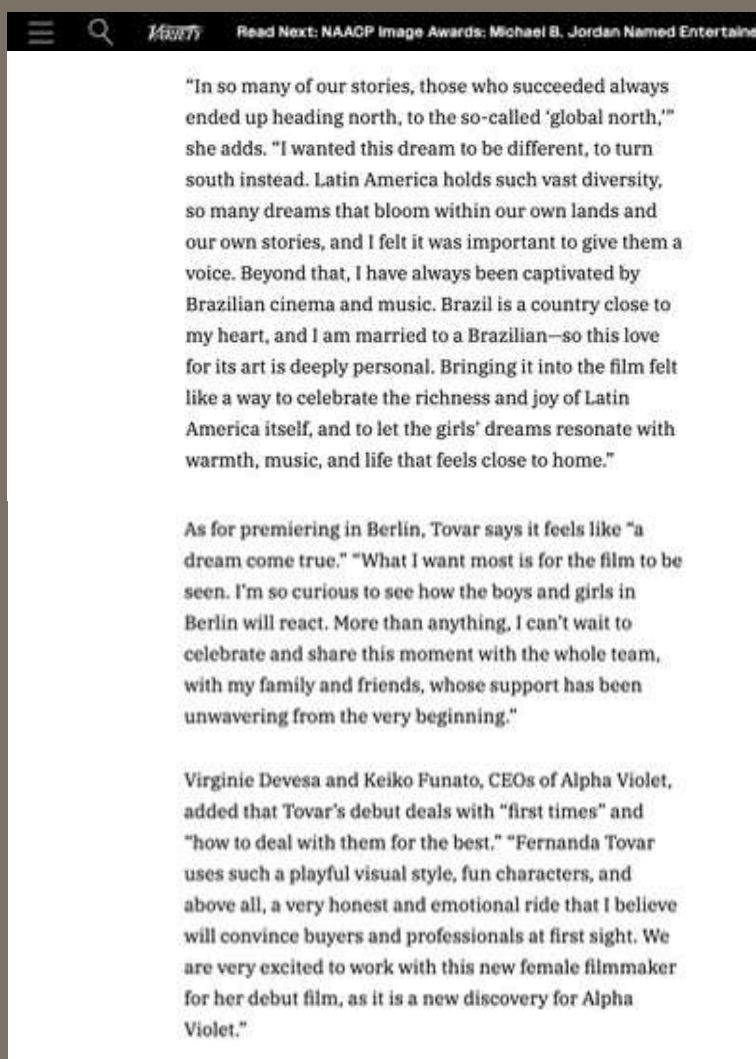 VARIETY
Read Next: NAACP Image Awards: Michael B. Jordan Named Entertaine
“In so many of our stories, those who succeeded always
ended up heading north, to the so-called ‘global north,’”
she adds. “I wanted this dream to be different, to turn
south instead. Latin America holds such vast diversity,
so many dreams that bloom within our own lands and
our own stories, and I felt it was important to give them a
voice. Beyond that, I have always been captivated by
Brazilian cinema and music. Brazil is a country close to
my heart, and I am married to a Brazilian—so this love
for its art is deeply personal. Bringing it into the film felt
like a way to celebrate the richness and joy of Latin
America itself, and to let the girls’ dreams resonate with
warmth, music, and life that feels close to home.”
As for premiering in Berlin, Tovar says it feels like “a
dream come true.” “What I want most is for the film to be
seen. I’m so curious to see how the boys and girls in
Berlin will react. More than anything, I can’t wait to
celebrate and share this moment with the whole team,
with my family and friends, whose support has been
unwavering from the very beginning.”
Virginie Devesa and Keiko Funato, CEOs of Alpha Violet,
added that Tovar’s debut deals with “first times” and
“how to deal with them for the best.” “Fernanda Tovar
uses such a playful visual style, fun characters, and
above all, a very honest and emotional ride that I believe
will convince buyers and professionals at first sight. We
are very excited to work with this new female filmmaker
for her debut film, as it is a new discovery for Alpha
Violet.”